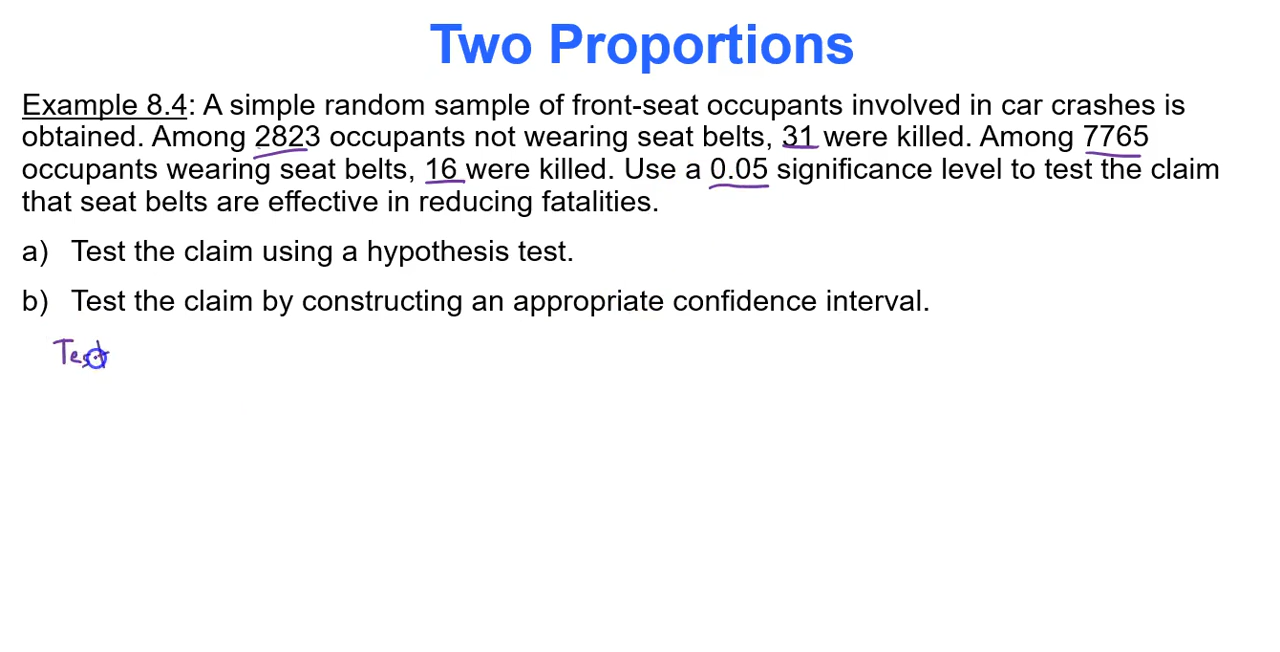 Two Proportions
Example 8.4: A simple random sample of front-seat occupants involved in car crashes is
obtained. Among 2823 occupants not wearing seat belts, 31 were killed. Among 7765
occupants wearing seat belts, 16 were killed. Use a 0.05 significance level to test the claim
that seat belts are effective in reducing fatalities.
a) Test the claim using a hypothesis test.
b) Test the claim by constructing an appropriate confidence interval.
Test